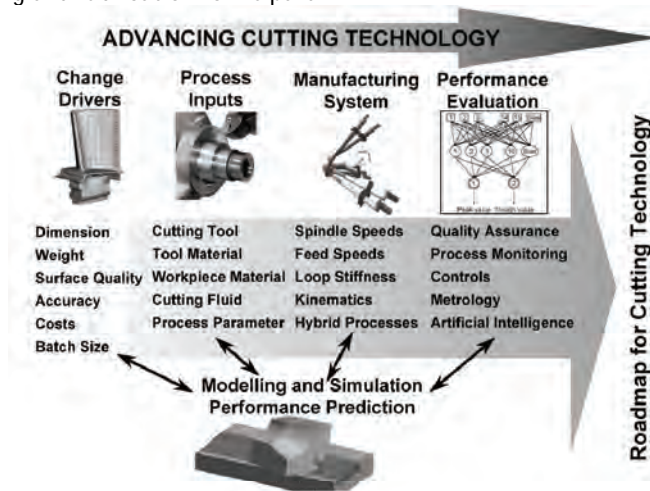 ADVANCING CUTTING TECHNOLOGY
Change
Drivers
Process
Inputs
Manufacturing
System
Performance
Evaluation
Dimension
Weight
Surface Quality
Accuracy
Costs
Batch Size
Cutting Tool
Tool Material
Workpiece Material
Cutting Fluid
Process Parameter
Spindle Speeds
Feed Speeds
Loop Stiffness
Kinematics
Hybrid Processes
Quality Assurance
Process Monitoring
Controls
Metrology
Artificial Intelligence
Modelling and Simulation
Performance Prediction
Roadmap for Cutting Technology